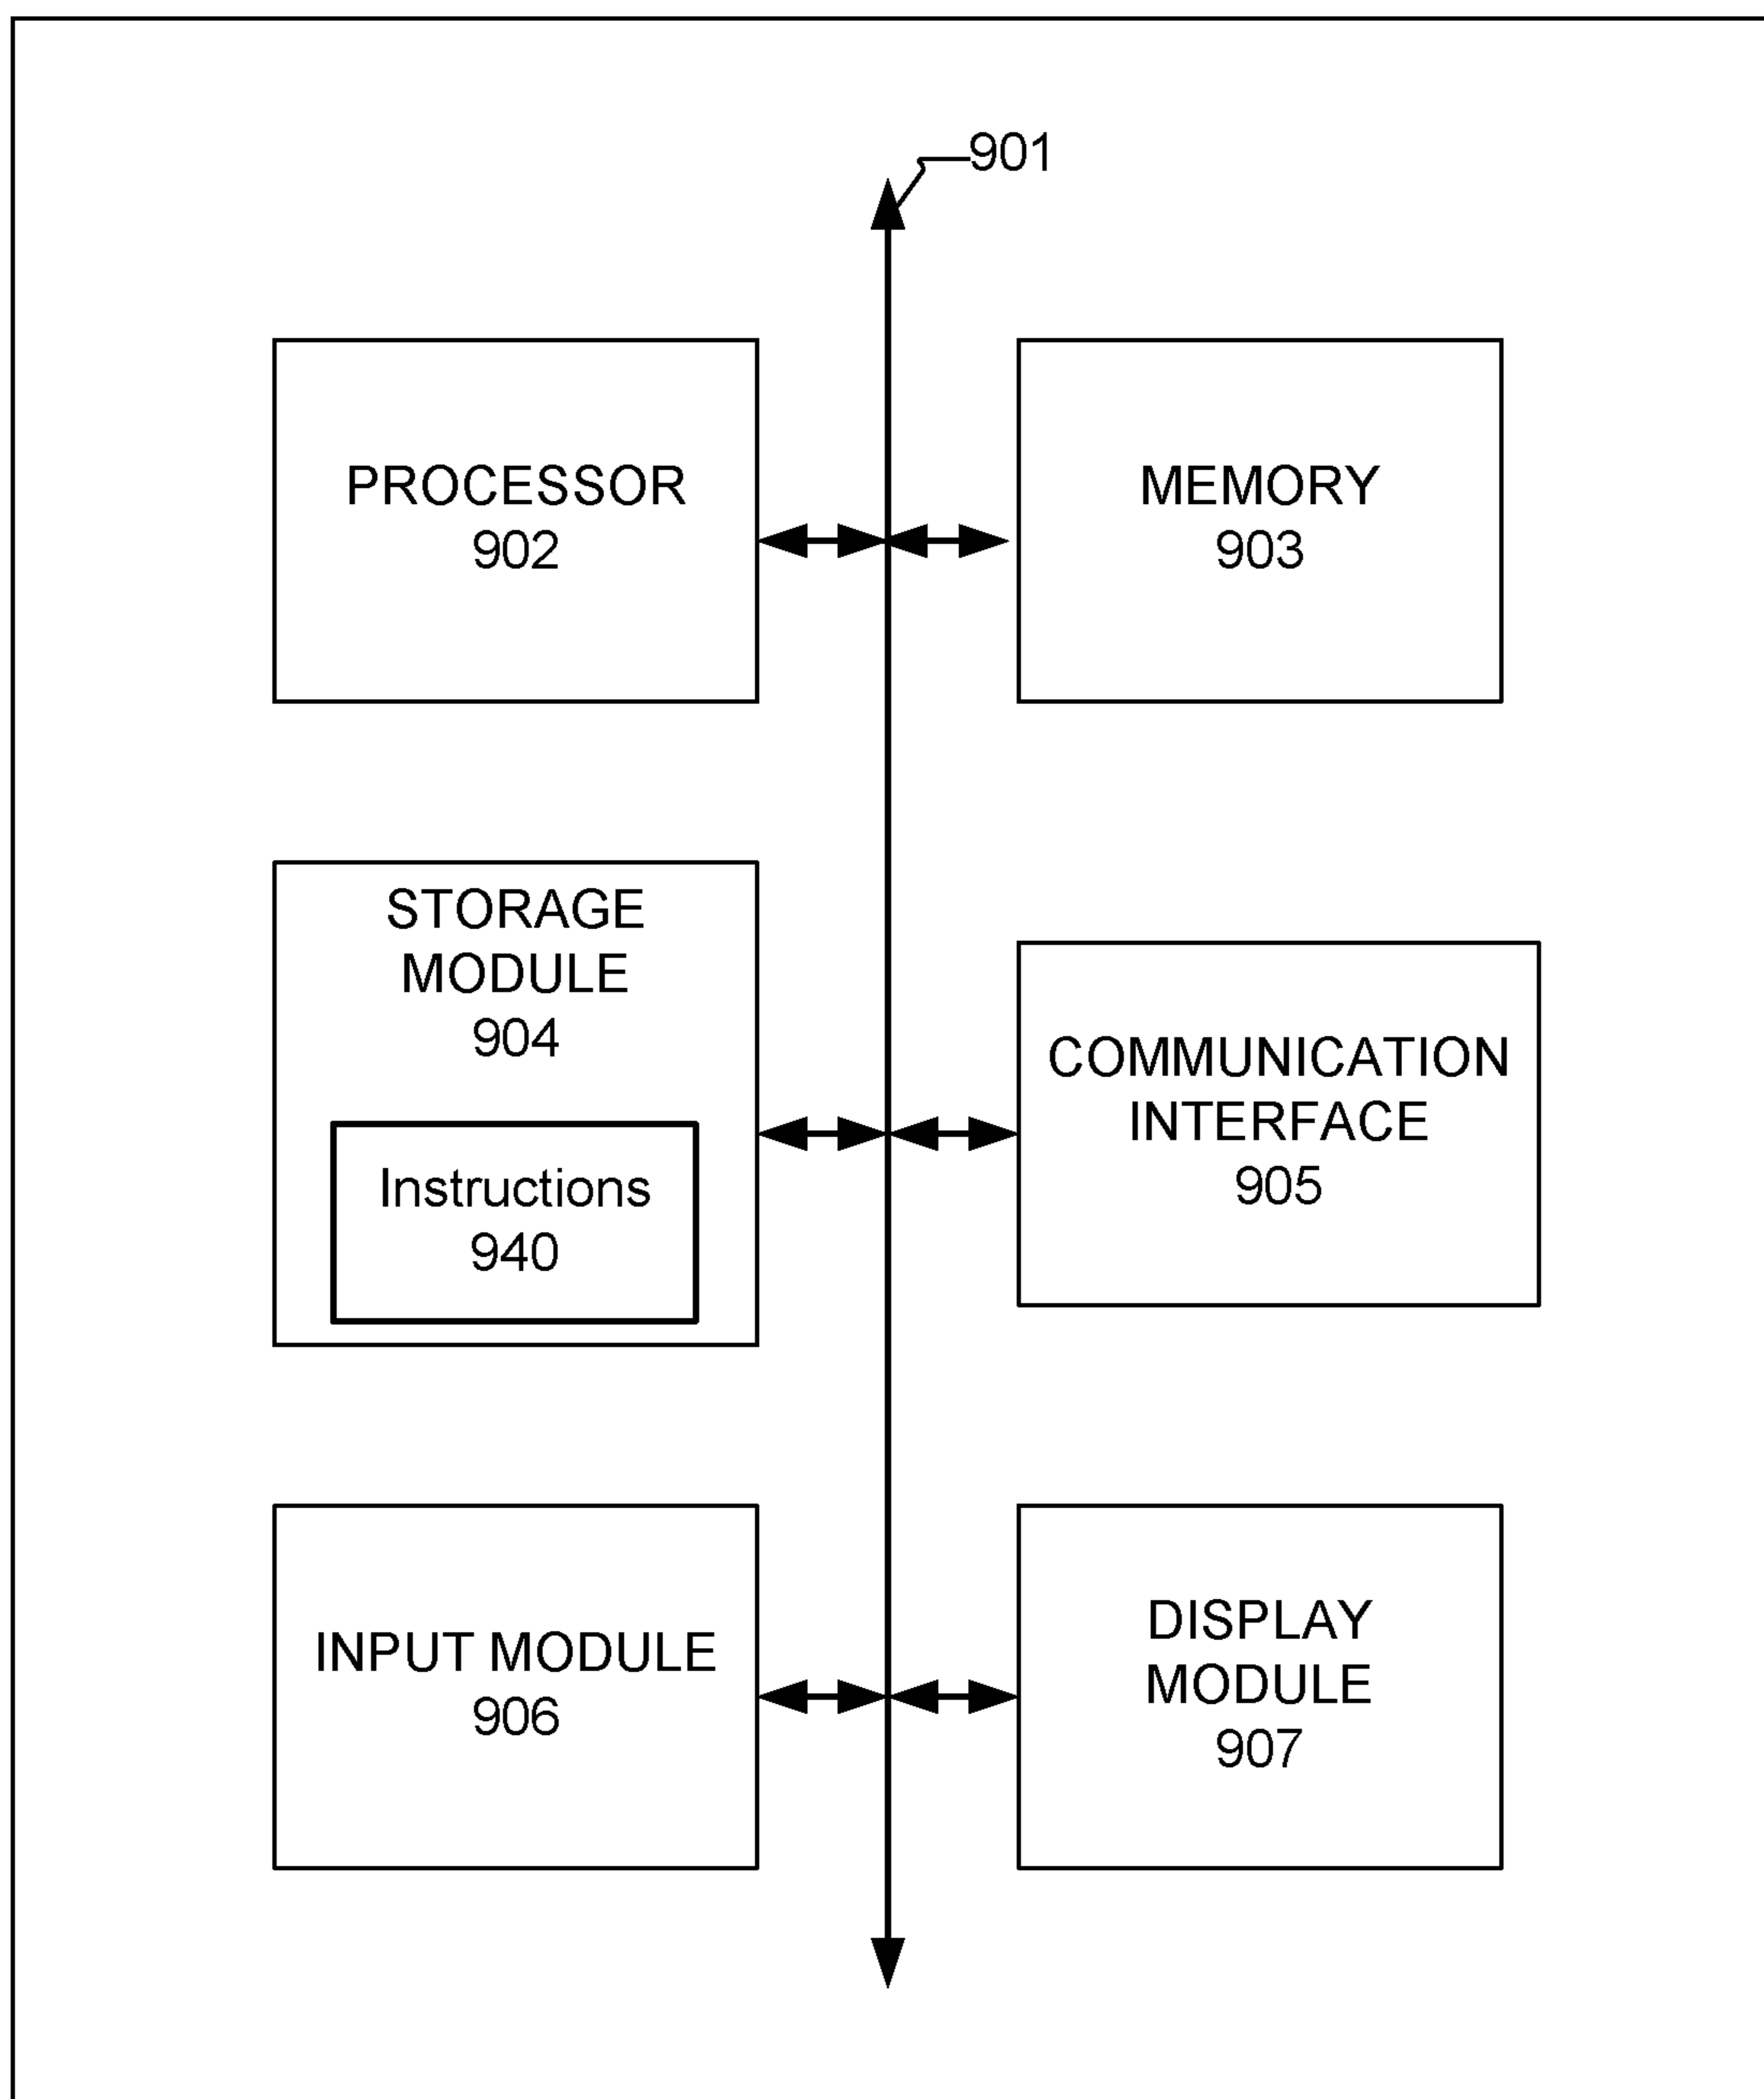 901
PROCESSOR
902
MEMORY
903
STORAGE
MODULE
904
Instructions
940
COMMUNICATION
INTERFACE
905
INPUT MODULE
906
DISPLAY
MODULE
907